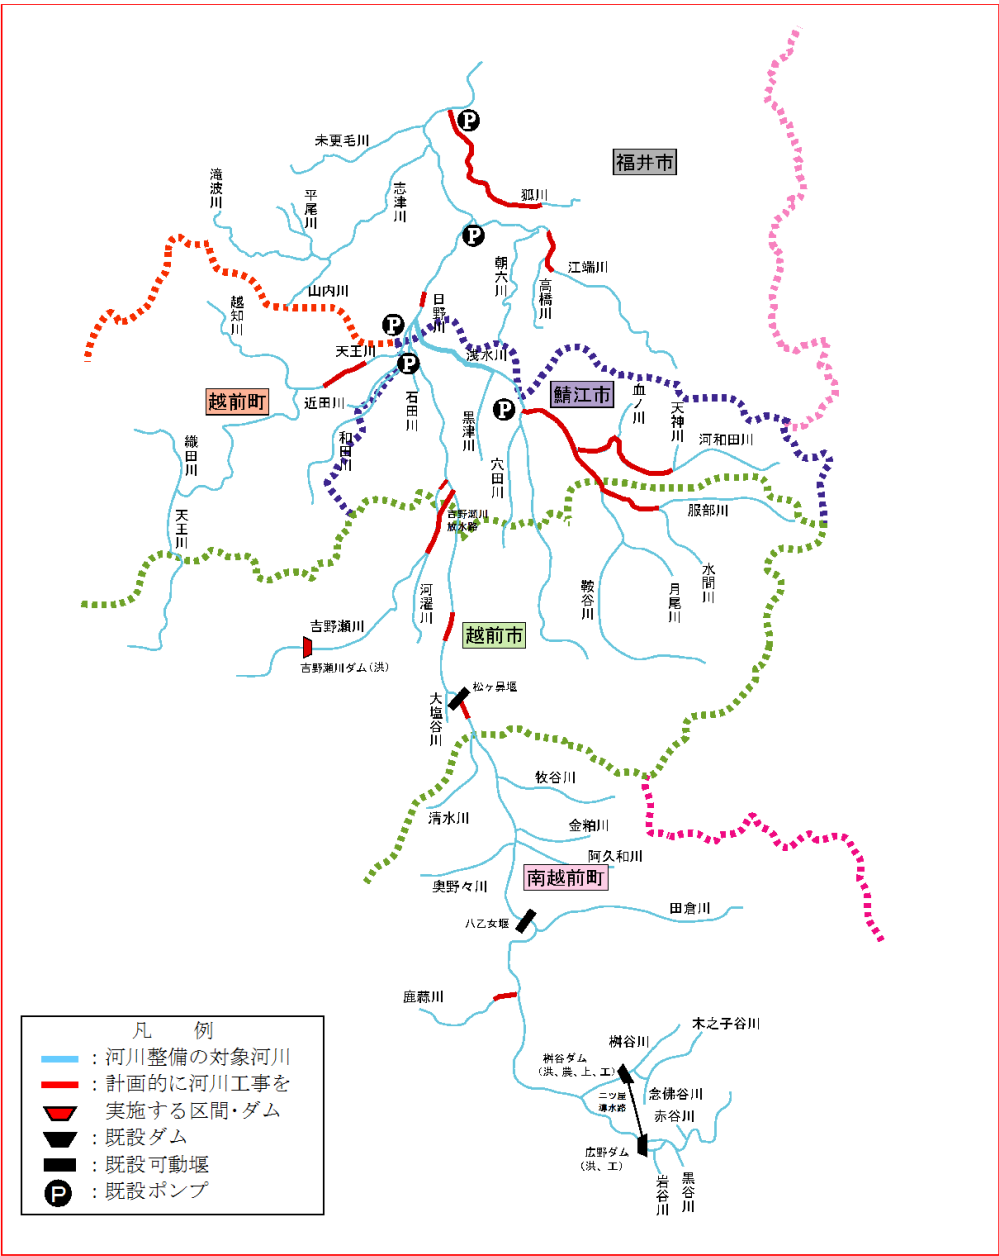 未更毛川
福井市
滝波川
平尾川
志津川
狐川
朝六川
高橋川
江端川
山内川
越知川
日野川
天王川
浅水川
越前町
近田川
石田川
黒津川
鯖江市
血ノ川
天神川
河和田川
織田川
和田川
穴田川
天王川
吉野瀬川
放水路
服部川
水間川
月尾川
鞍谷川
河濯川
吉野瀬川
越前市
吉野瀬川ダム(洪)
松ヶ鼻堰
大塩谷川
牧谷川
清水川
金粕川
阿久和川
奥野々川
南越前町
田倉川
八乙女堰
鹿蒜川
木之子谷川
桝谷川
桝谷ダム
(洪、農、上、工)
二ツ屋
導水路
念佛谷川
赤谷川
広野ダム
(洪、工)
岩谷川
黒谷川
P
P
P
P
P
凡 例
:河川整備の対象河川
:計画的に河川工事を
実施する区間・ダム
:既設ダム
:既設可動堰
P :既設ポンプ